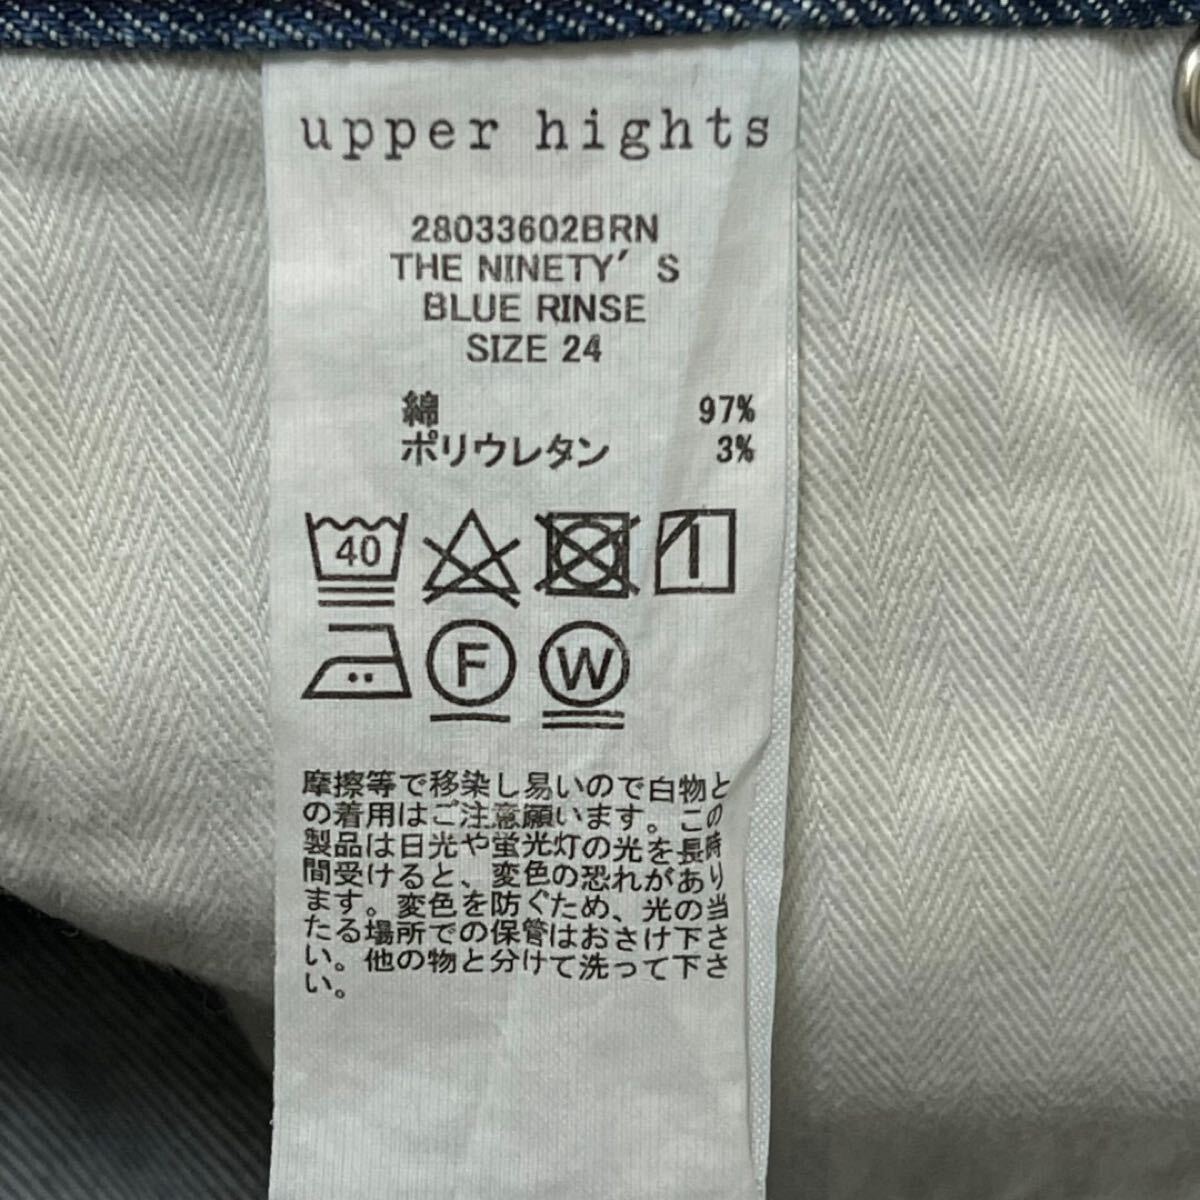 upper hights
28033602BRN
THE NINETY' S
BLUE RINSE
SIZE 24
綿 97%
ポリウレタン 3%
40
F W
摩擦等で移染し易いので白物と
の着用はご注意願います。この
製品は日光や蛍光灯の光を長時
間受けると、変色の恐れがあり
ます。変色を防ぐため、光の当
たる場所での保管はおさけ下さ
い。他の物と分けて洗って下さ
い。